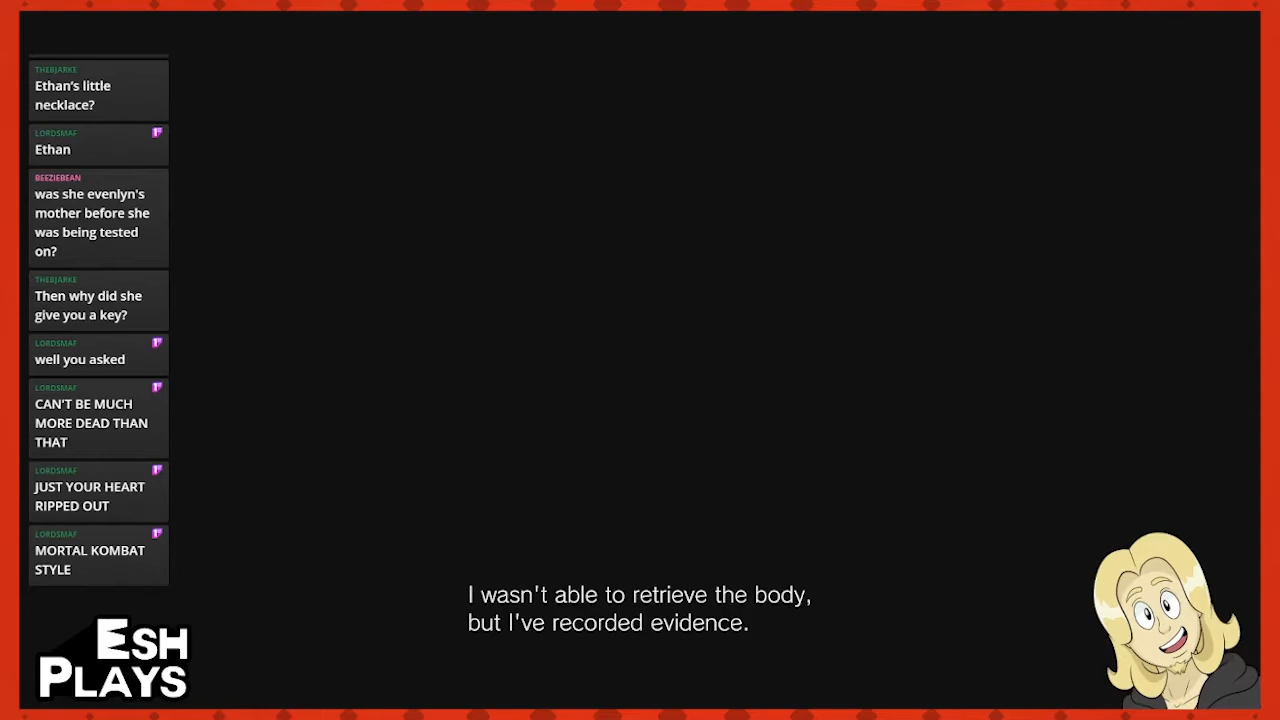 THEBJARKE
Ethan's little
necklace?
LORDSMAF
Ethan
BEEZIEBEAN
was she evenlyn's
mother before she
was being tested
on?
THEBJARKE
Then why did she
give you a key?
LORDSMAF
well you asked
LORDSMAF
CAN'T BE MUCH
MORE DEAD THAN
THAT
LORDSMAF
JUST YOUR HEART
RIPPED OUT
LORDSMAF
MORTAL KOMBAT
STYLE
I wasn't able to retrieve the body,
but I've recorded evidence.
ESH
PLAYS